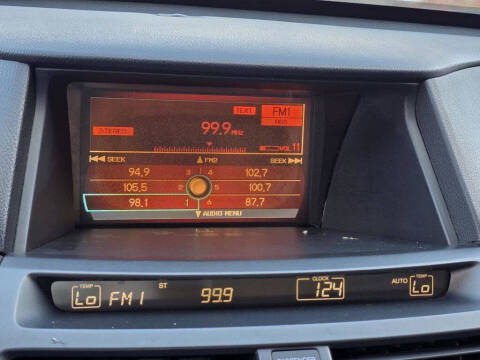 TEXT FM1
RDS
STEREO 99.9 MHz
VOL 11
SEEK FM2 SEEK
94.9 3 4 102.7
105.5 2 5 100.7
98.1 1 6 87.7
AUDIO MENU
TEMP Lo FM1 ST 99.9 CLOCK 124 AUTO TEMP Lo
PASSENGER